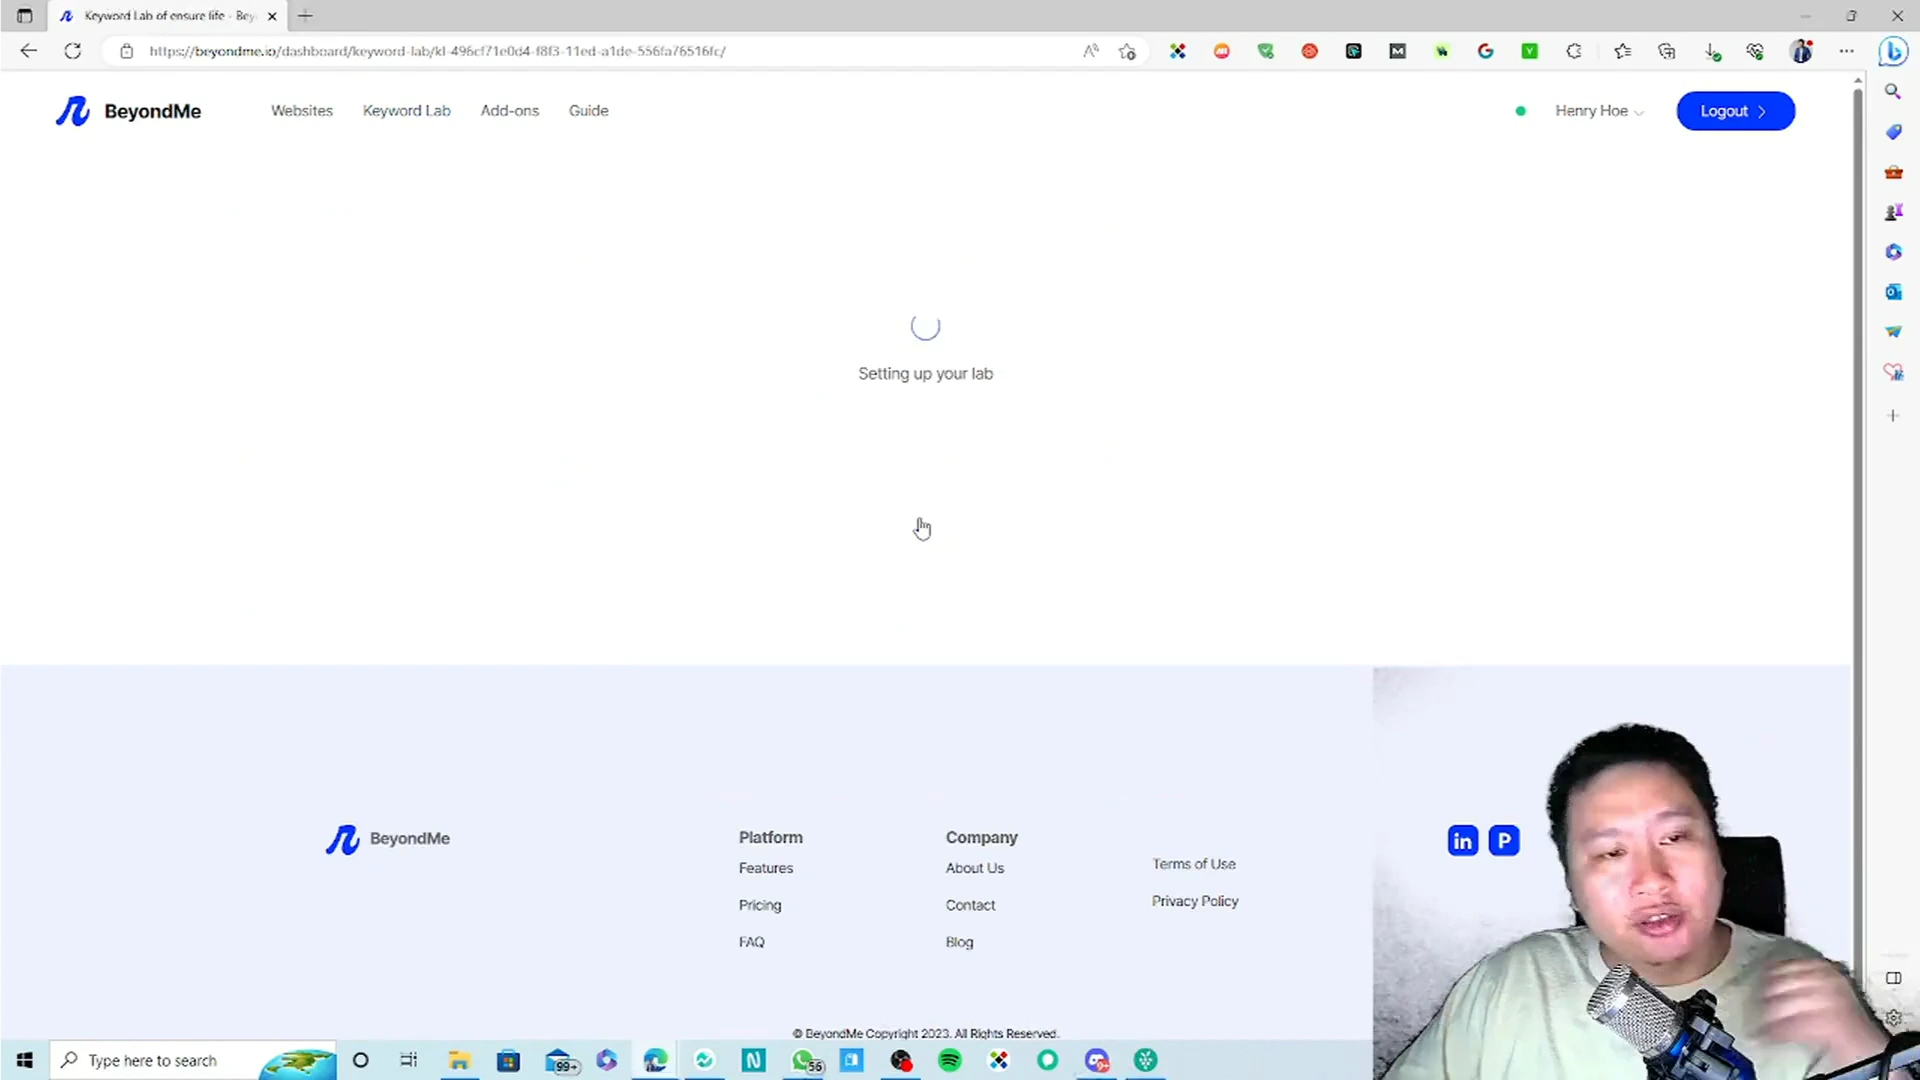 Keyword Lab of ensure life - Bey
https://beyondme.io/dashboard/keyword-lab/kl-496cf71e0d4-f8f3-11ed-a1de-556fa76516fc/
BeyondMe
Websites
Keyword Lab
Add-ons
Guide
Henry Hoe
Logout
Setting up your lab
BeyondMe
Platform
Features
Pricing
FAQ
Company
About Us
Contact
Blog
Terms of Use
Privacy Policy
in
P
© BeyondMe Copyright 2023. All Rights Reserved.
Type here to search
99+
56